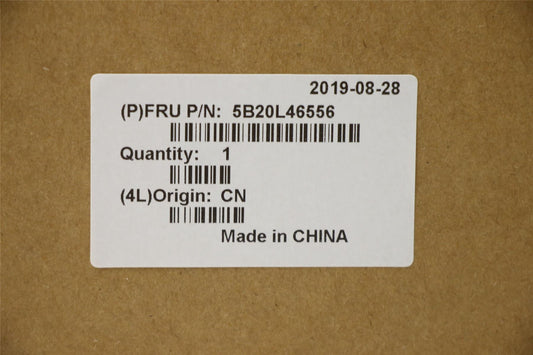 2019-08-28
(P)FRU P/N: 5B20L46556
Quantity: 1
(4L)Origin: CN
Made in CHINA